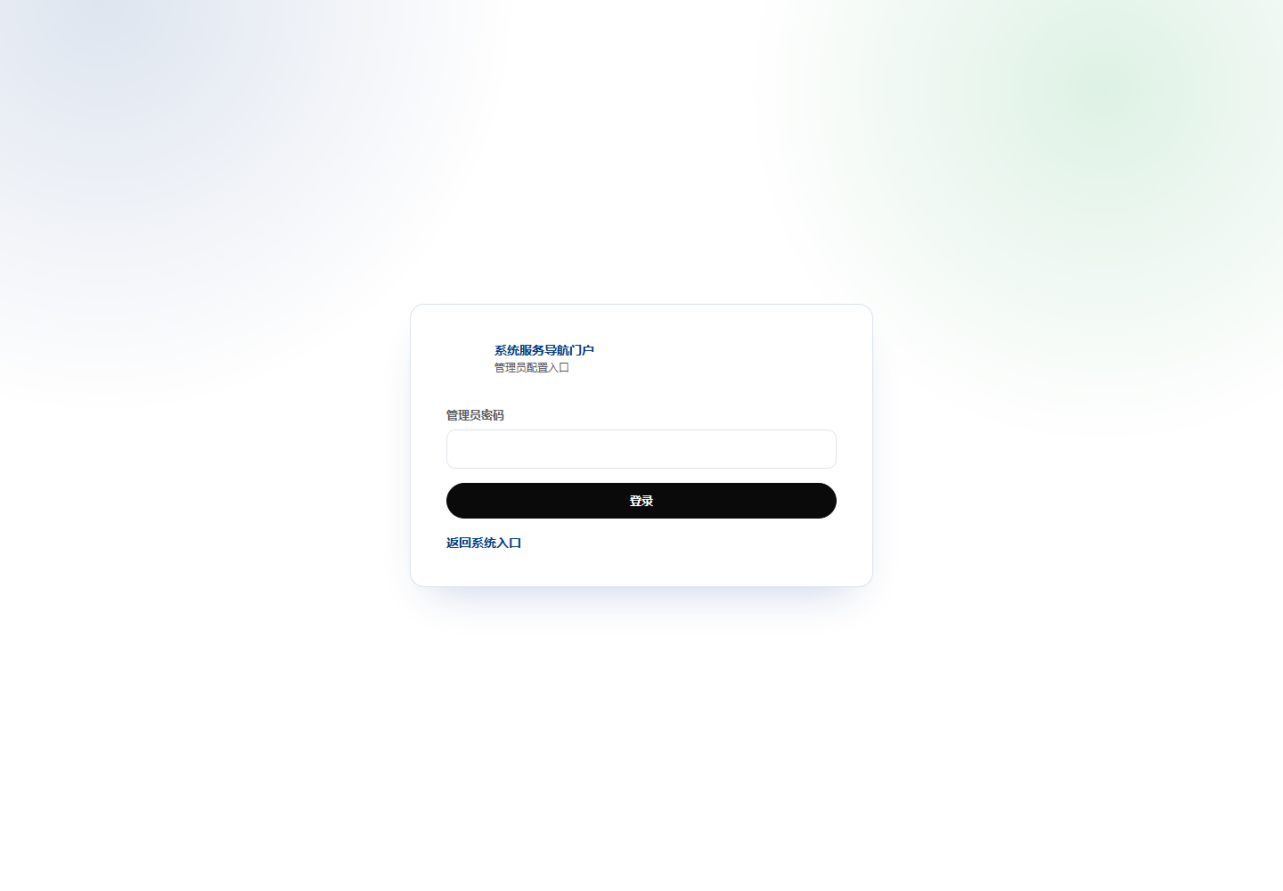 系统服务导航门户
管理员配置入口
管理员密码
登录
返回系统入口